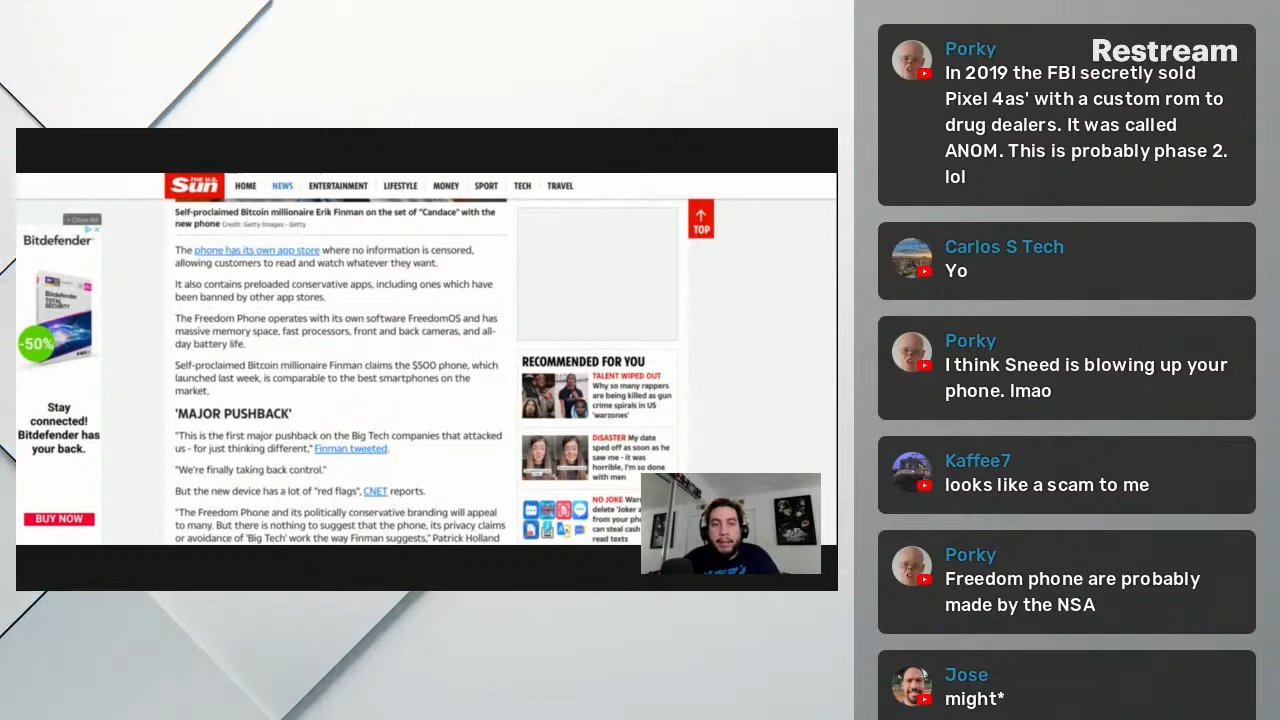 THE U.S.
Sun
HOME
NEWS
ENTERTAINMENT
LIFESTYLE
MONEY
SPORT
TECH
TRAVEL
Self-proclaimed Bitcoin millionaire Erik Finman on the set of "Candace" with the
new phone Credit: Getty Images - Getty
The phone has its own app store where no information is censored,
allowing customers to read and watch whatever they want.
It also contains preloaded conservative apps, including ones which have
been banned by other app stores.
The Freedom Phone operates with its own software FreedomOS and has
massive memory space, fast processors, front and back cameras, and all-
day battery life.
Self-proclaimed Bitcoin millionaire Finman claims the $500 phone, which
launched last week, is comparable to the best smartphones on the
market.
'MAJOR PUSHBACK'
"This is the first major pushback on the Big Tech companies that attacked
us - for just thinking different," Finman tweeted.
"We're finally taking back control."
But the new device has a lot of "red flags", CNET reports.
"The Freedom Phone and its politically conservative branding will appeal
to many. But there is nothing to suggest that the phone, its privacy claims
or avoidance of 'Big Tech' work the way Finman suggests," Patrick Holland
Close Ad
Bitdefender
-50%
Stay
connected!
Bitdefender has
your back.
BUY NOW
TOP
RECOMMENDED FOR YOU
TALENT WIPED OUT
Why so many rappers
are being killed as gun
crime spirals in US
'warzones'
DISASTER My date
sped off as soon as he
saw me - it was
horrible, I'm so done
with men
NO JOKE
delete 'Joker
from your
can steal cash
read texts
Restream
Porky
In 2019 the FBI secretly sold
Pixel 4as' with a custom rom to
drug dealers. It was called
ANOM. This is probably phase 2.
lol
Carlos S Tech
Yo
Porky
I think Sneed is blowing up your
phone. lmao
Kaffee7
looks like a scam to me
Porky
Freedom phone are probably
made by the NSA
Jose
might*